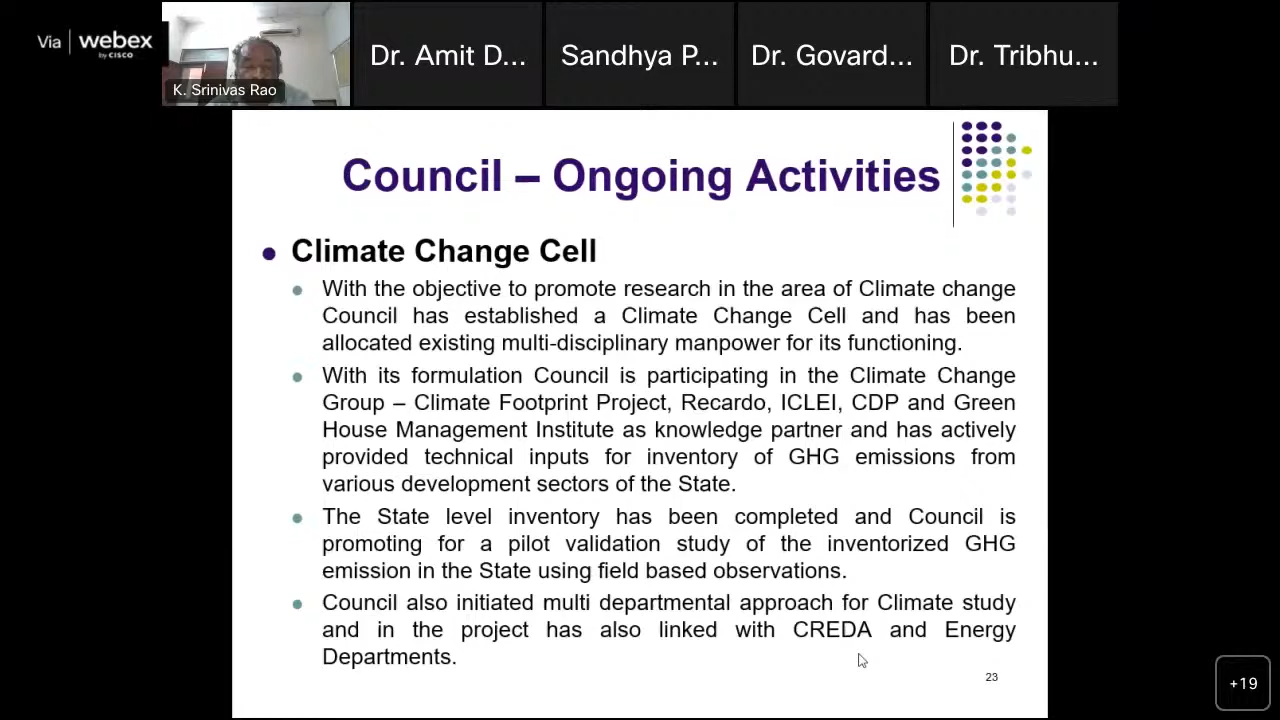 Via | webex
by CISCO
K. Srinivas Rao
Dr. Amit D...
Sandhya P...
Dr. Govard...
Dr. Tribhu...
Council – Ongoing Activities
Climate Change Cell
With the objective to promote research in the area of Climate change
Council has established a Climate Change Cell and has been
allocated existing multi-disciplinary manpower for its functioning.
With its formulation Council is participating in the Climate Change
Group – Climate Footprint Project, Recardo, ICLEI, CDP and Green
House Management Institute as knowledge partner and has actively
provided technical inputs for inventory of GHG emissions from
various development sectors of the State.
The State level inventory has been completed and Council is
promoting for a pilot validation study of the inventorized GHG
emission in the State using field based observations.
Council also initiated multi departmental approach for Climate study
and in the project has also linked with CREDA and Energy
Departments.
23
+19